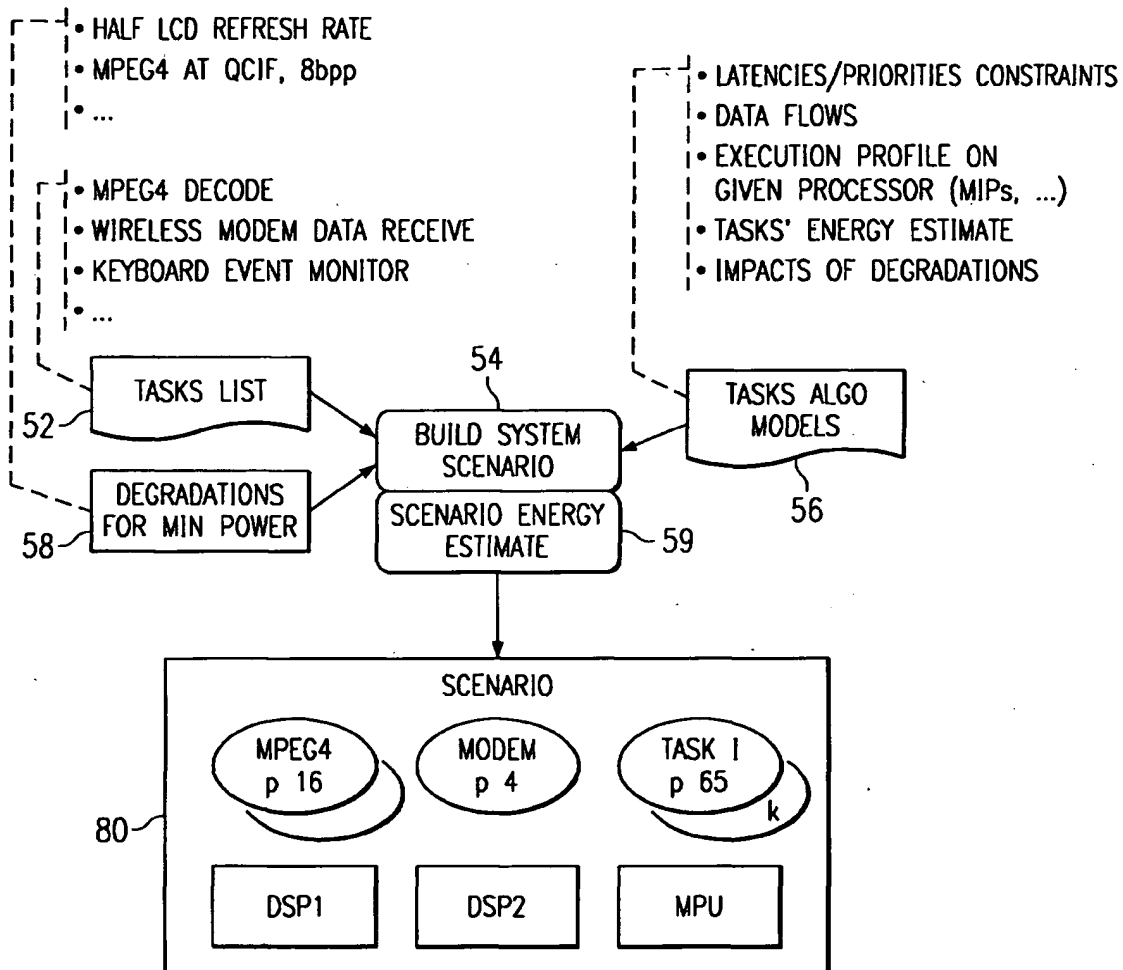 • HALF LCD REFRESH RATE
• MPEG4 AT QCIF, 8bpp
• ...
• MPEG4 DECODE
• WIRELESS MODEM DATA RECEIVE
• KEYBOARD EVENT MONITOR
• ...
• LATENCIES/PRIORITIES CONSTRAINTS
• DATA FLOWS
• EXECUTION PROFILE ON
GIVEN PROCESSOR (MIPs, ...)
• TASKS' ENERGY ESTIMATE
• IMPACTS OF DEGRADATIONS
TASKS LIST
52
54
BUILD SYSTEM
SCENARIO
TASKS ALGO
MODELS
56
DEGRADATIONS
FOR MIN POWER
58
SCENARIO ENERGY
ESTIMATE
59
SCENARIO
MPEG4
p 16
MODEM
p 4
TASK I
p 65
k
80
DSP1
DSP2
MPU